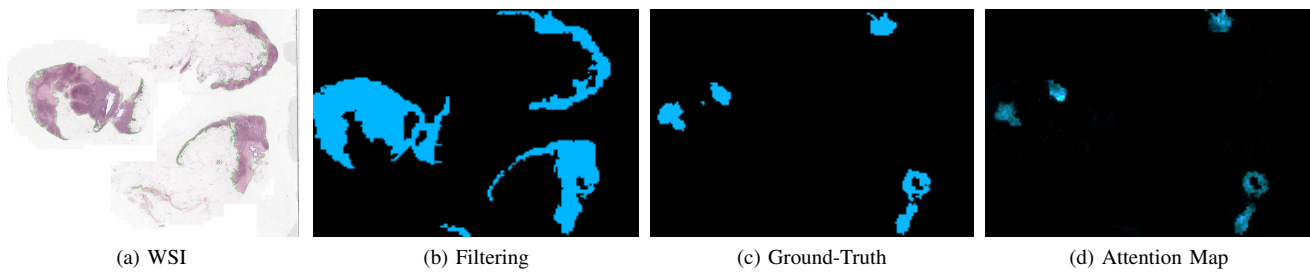 (a) WSI
(b) Filtering
(c) Ground-Truth
(d) Attention Map